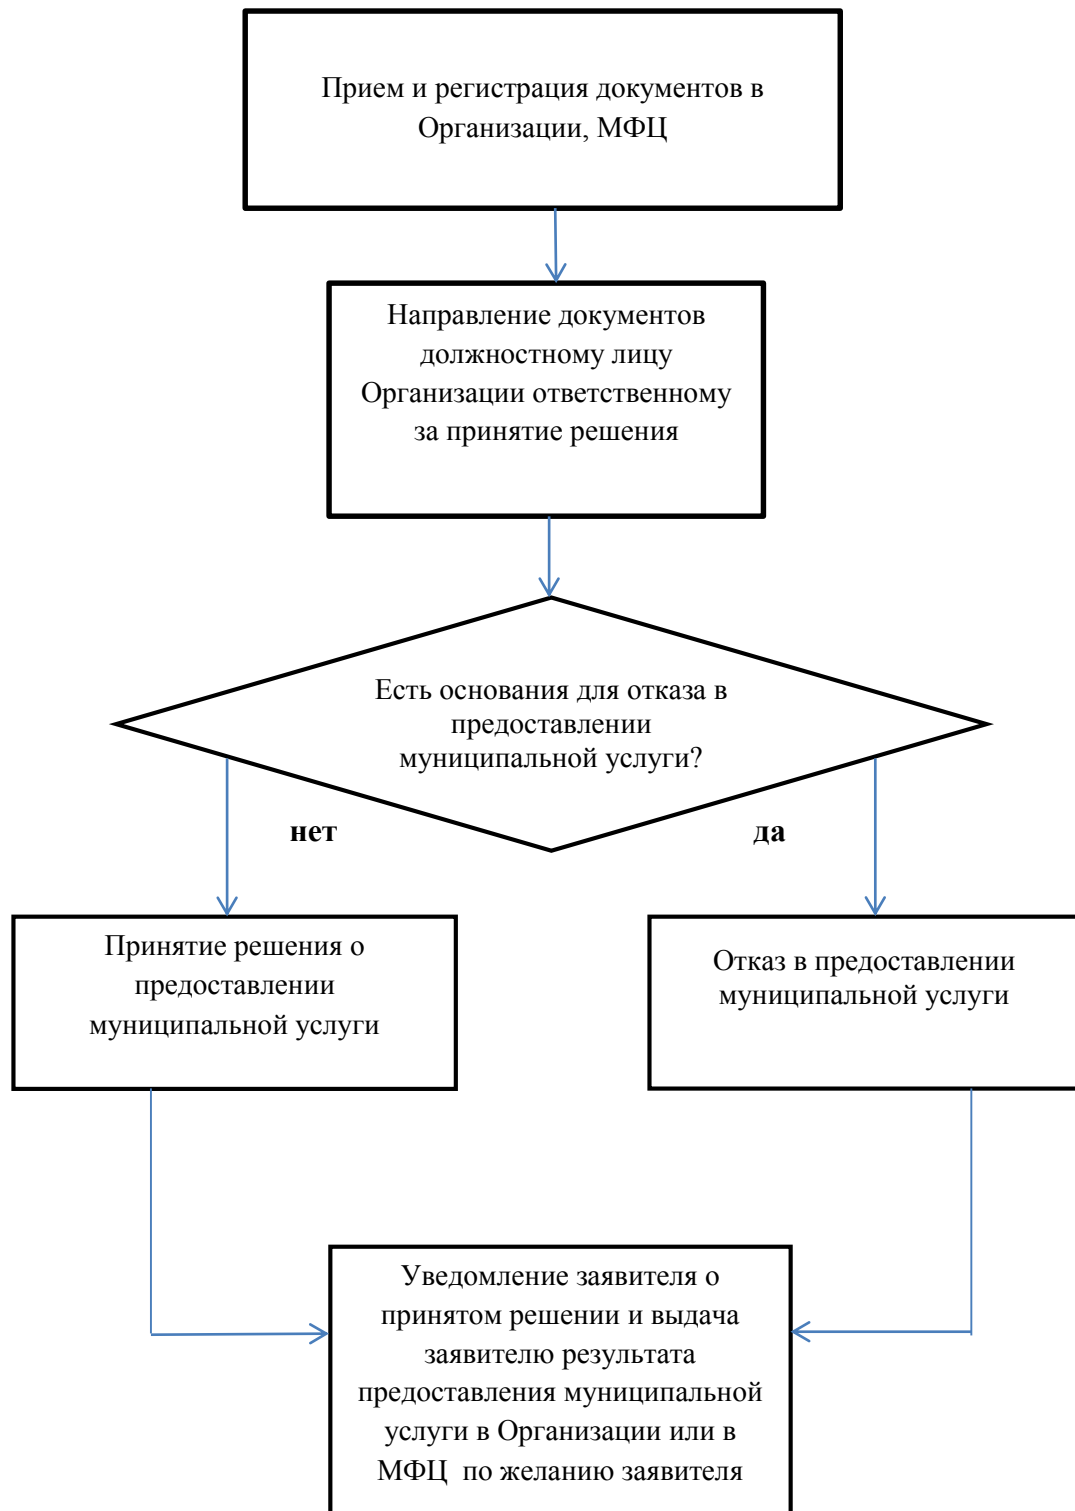 Прием и регистрация документов в
Организации, МФЦ
Направление документов
должностному лицу
Организации ответственному
за принятие решения
Есть основания для отказа в
предоставлении
муниципальной услуги?
нет
да
Принятие решения о
предоставлении
муниципальной услуги
Отказ в предоставлении
муниципальной услуги
Уведомление заявителя о
принятом решении и выдача
заявителю результата
предоставления муниципальной
услуги в Организации или в
МФЦ по желанию заявителя